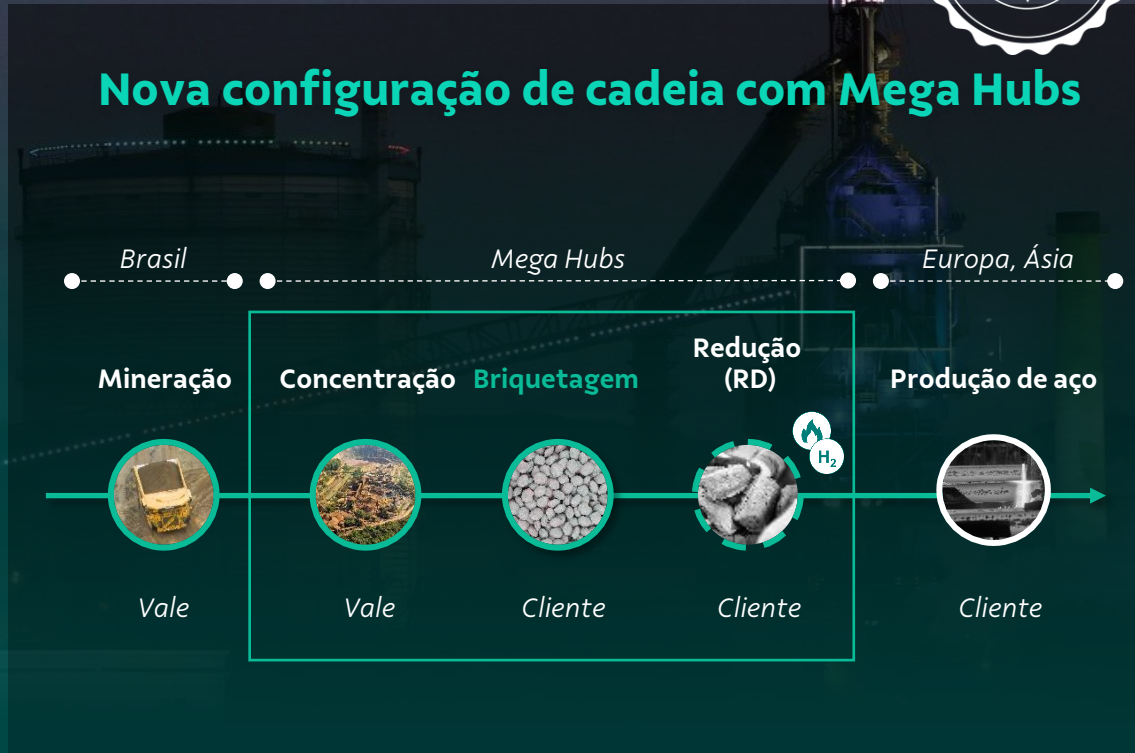 Nova configuração de cadeia com Mega Hubs
Brasil
Mega Hubs
Europa, Ásia
Mineração
Concentração
Briquetagem
Redução
(RD)
Produção de aço
H₂
Vale
Vale
Cliente
Cliente
Cliente